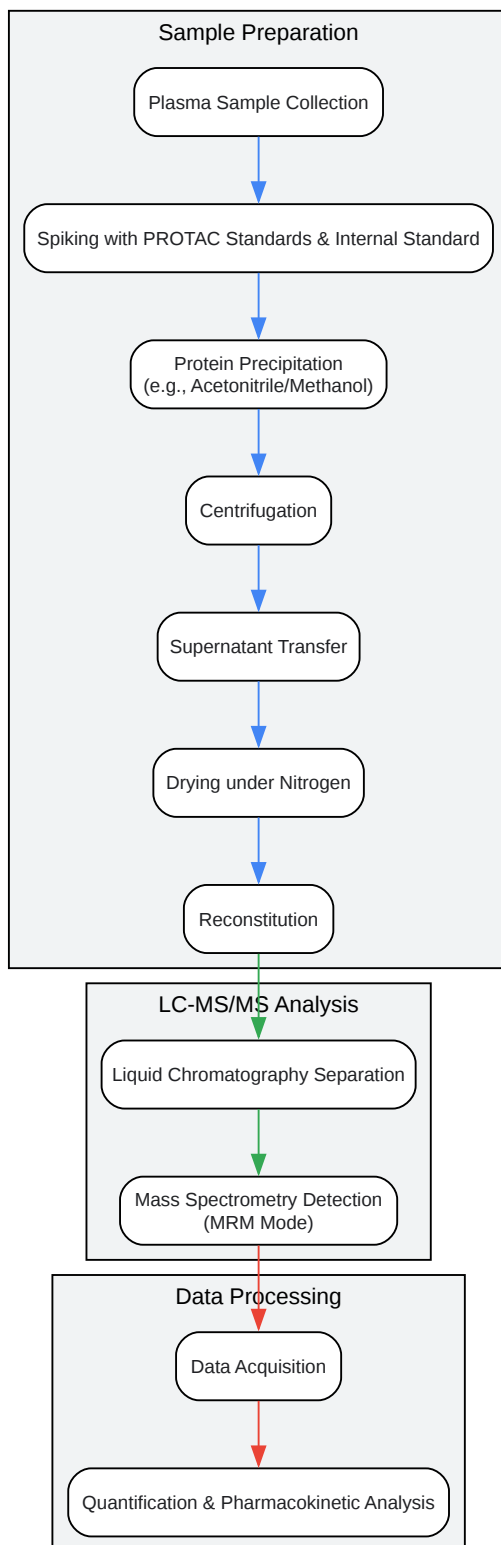 Sample Preparation
Plasma Sample Collection
Spiking with PROTAC Standards & Internal Standard
Protein Precipitation
(e.g., Acetonitrile/Methanol)
Centrifugation
Supernatant Transfer
Drying under Nitrogen
Reconstitution
LC-MS/MS Analysis
Liquid Chromatography Separation
Mass Spectrometry Detection
(MRM Mode)
Data Processing
Data Acquisition
Quantification & Pharmacokinetic Analysis